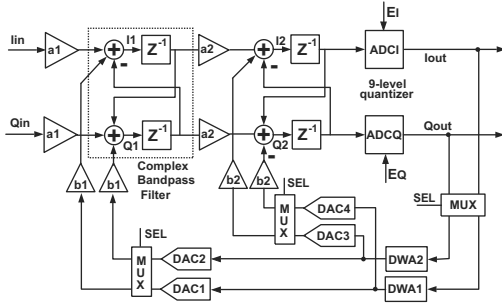 EI
Iin
a1
I1
Z-1
a2
I2
Z-1
ADCI
Iout
9-level
quantizer
Qin
a1
Q1
Z-1
a2
Q2
Z-1
ADCQ
Qout
Complex
Bandpass
Filter
EQ
b1
b1
b2
b2
SEL
MUX
DAC4
DAC3
SEL
MUX
SEL
MUX
DAC2
DAC1
DWA2
DWA1